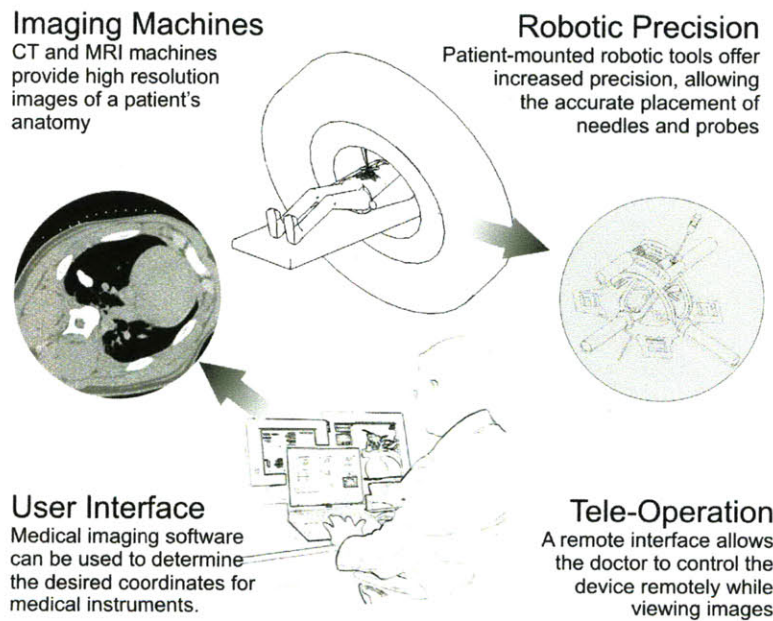 Imaging Machines
CT and MRI machines
provide high resolution
images of a patient's
anatomy
Robotic Precision
Patient-mounted robotic tools offer
increased precision, allowing
the accurate placement of
needles and probes
User Interface
Medical imaging software
can be used to determine
the desired coordinates for
medical instruments.
Tele-Operation
A remote interface allows
the doctor to control the
device remotely while
viewing images